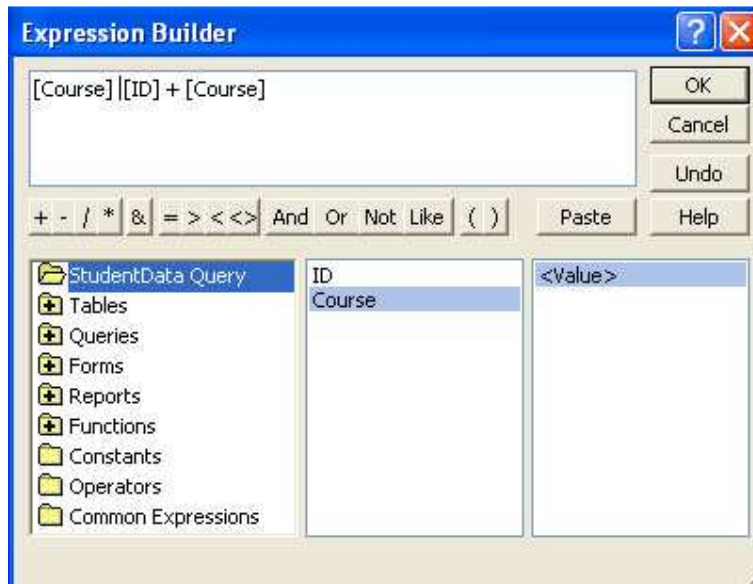 Expression Builder
?
[Course] [ID] + [Course]
OK
Cancel
Undo
+ - / * & = > < <> And Or Not Like ( ) Paste Help
StudentData Query
Tables
Queries
Forms
Reports
Functions
Constants
Operators
Common Expressions
ID
Course
<Value>